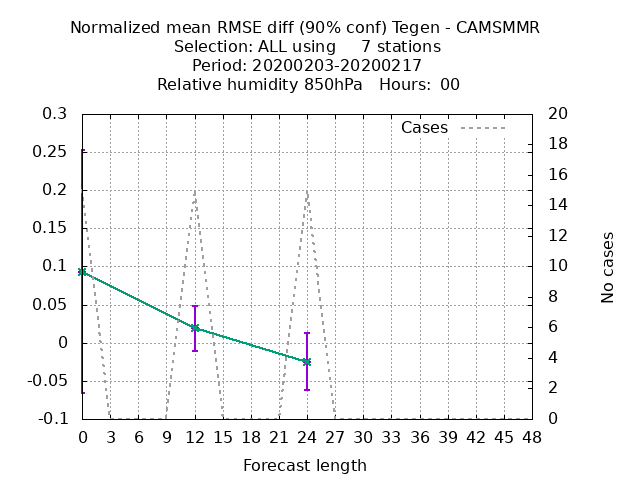 Normalized mean RMSE diff (90% conf) Tegen - CAMSMMR
Selection: ALL using     7 stations
Period: 20200203-20200217
Relative humidity 850hPa   Hours:  00
Cases
0.3
0.25
0.2
0.15
0.1
0.05
0
-0.05
-0.1
20
18
16
14
12
10
8
6
4
2
0
No cases
0 3 6 9 12 15 18 21 24 27 30 33 36 39 42 45 48
Forecast length